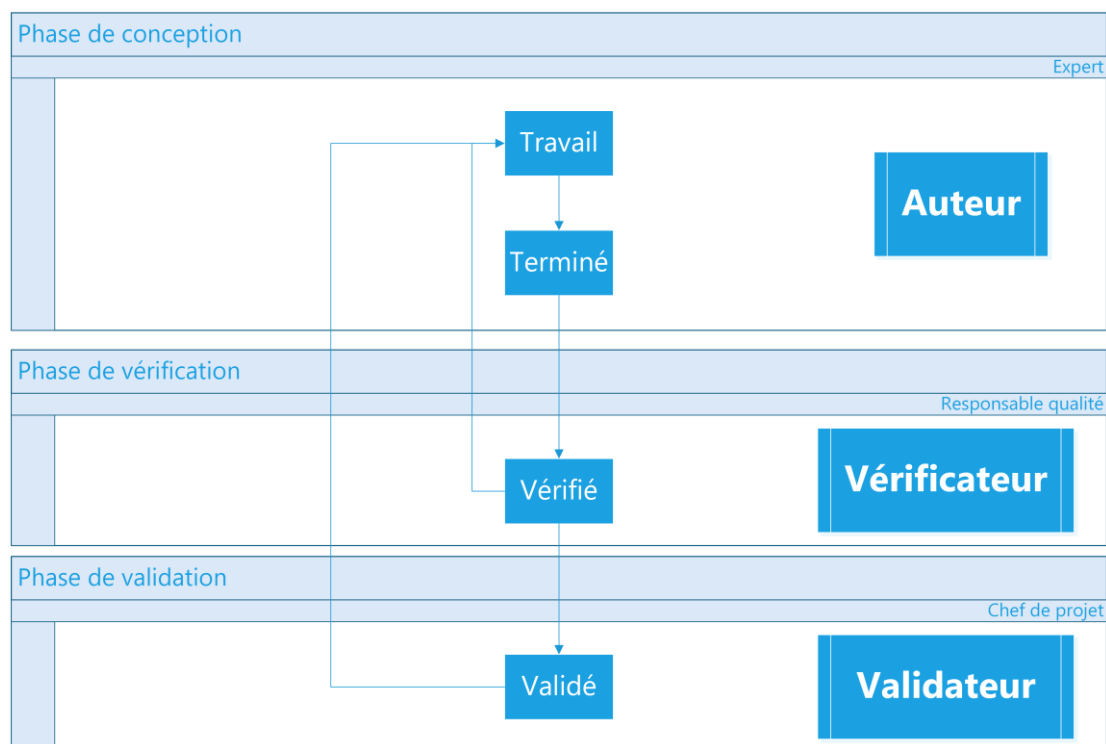 Phase de conception
Expert
Travail
Auteur
Terminé
Phase de vérification
Responsable qualité
Vérificateur
Vérifié
Phase de validation
Chef de projet
Validé
Validateur